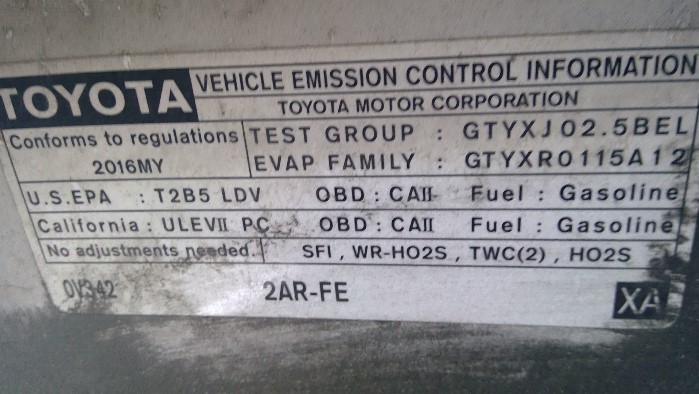 TOYOTA VEHICLE EMISSION CONTROL INFORMATION
TOYOTA MOTOR CORPORATION
Conforms to regulations TEST GROUP : GTYXJ02.5BEL
2016MY EVAP FAMILY : GTYXR0115A12
U.S.EPA : T2B5 LDV OBD : CAII Fuel : Gasoline
California : ULEVII PC OBD : CAII Fuel : Gasoline
No adjustments needed. SFI , WR-HO2S , TWC(2) , HO2S
0V342 2AR-FE XA